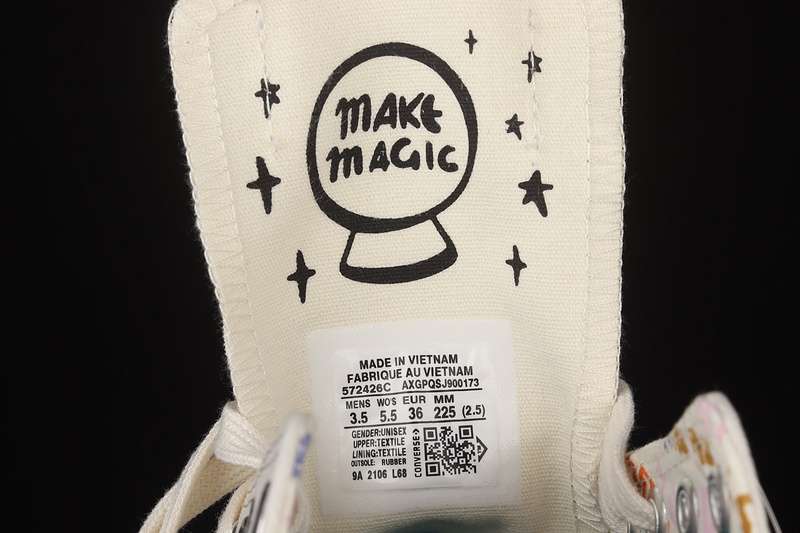 MAKE
MAGIC
MADE IN VIETNAM
FABRIQUE AU VIETNAM
572426C AXGPQSJ900173
MENS WO'S EUR MM
3.5 5.5 36 225 (2.5)
GENDER:UNISEX
UPPER:TEXTILE
LINING:TEXTILE
OUTSOLE: RUBBER
9A 2106 L68
CONVERSE